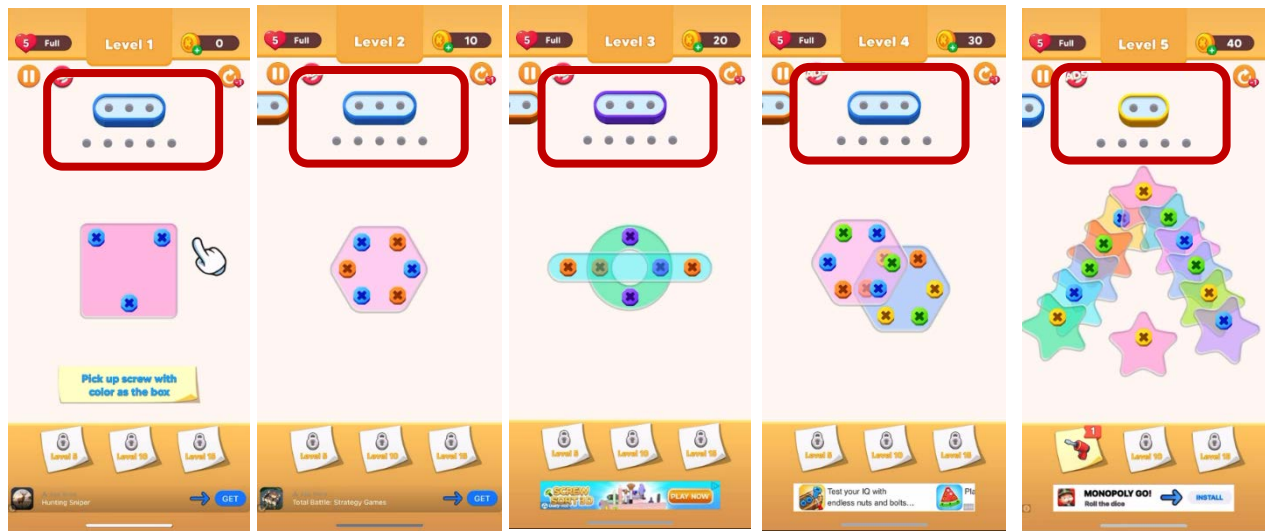 5 Full Level 1 0
Pick up screw with
color as the box
Level 5 Level 10 Level 15
Hunting Sniper
GET
5 Full Level 2 10
Level 5 Level 10 Level 15
Total Battle: Strategy Games
GET
5 Full Level 3 20
Level 5 Level 10 Level 15
SCREW
PLAY NOW
5 Full Level 4 30
Level 5 Level 10 Level 15
Test your IQ with
endless nuts and bolts...
5 Full Level 5 40
ADS
1
Level 10 Level 15
MONOPOLY GO!
Roll the dice
INSTALL